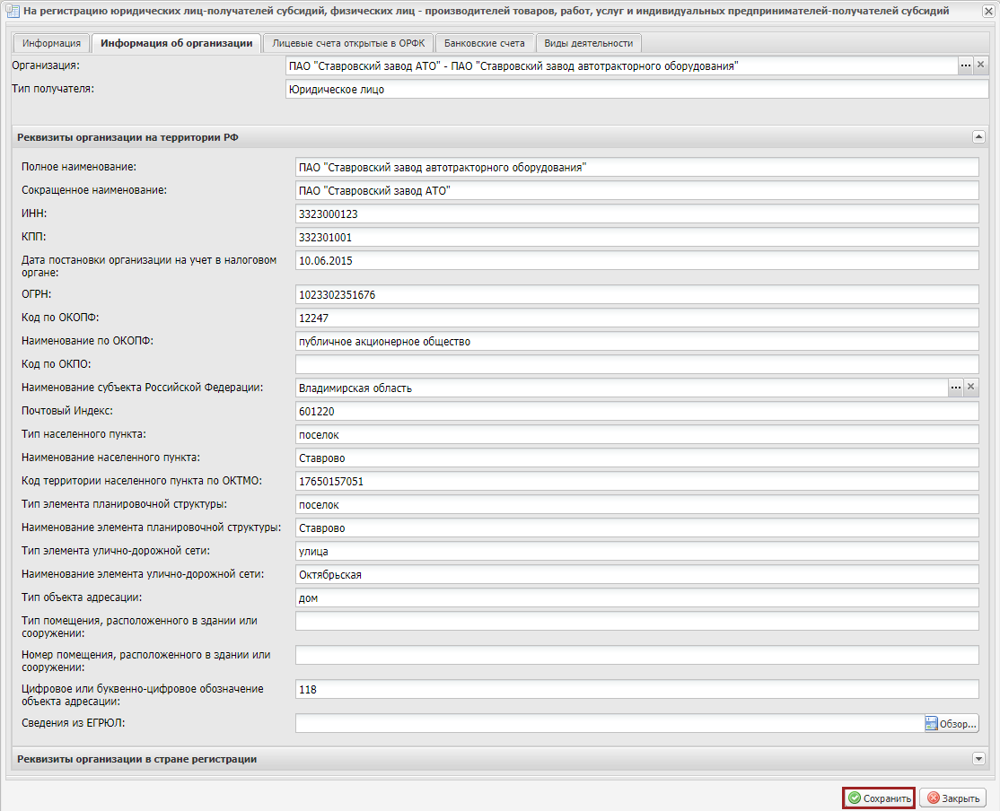 На регистрацию юридических лиц-получателей субсидий, физических лиц - производителей товаров, работ, услуг и индивидуальных предпринимателей-получателей субсидий
Информация Информация об организации Лицевые счета открытые в ОРФК Банковские счета Виды деятельности
Организация: ПАО "Ставровский завод АТО" - ПАО "Ставровский завод автотракторного оборудования" ...
Тип получателя: Юридическое лицо
Реквизиты организации на территории РФ
Полное наименование: ПАО "Ставровский завод автотракторного оборудования"
Сокращенное наименование: ПАО "Ставровский завод АТО"
ИНН: 3323000123
КПП: 332301001
Дата постановки организации на учет в налоговом 10.06.2015
органе:
ОГРН: 1023302351676
Код по ОКОПФ: 12247
Наименование по ОКОПФ: публичное акционерное общество
Код по ОКПО:
Наименование субъекта Российской Федерации: Владимирская область ...
Почтовый Индекс: 601220
Тип населенного пункта: поселок
Наименование населенного пункта: Ставрово
Код территории населенного пункта по ОКТМО: 17650157051
Тип элемента планировочной структуры: поселок
Наименование элемента планировочной структуры: Ставрово
Тип элемента улично-дорожной сети: улица
Наименование элемента улично-дорожной сети: Октябрьская
Тип объекта адресации: дом
Тип помещения, расположенного в здании или
сооружении:
Номер помещения, расположенного в здании или
сооружении:
Цифровое или буквенно-цифровое обозначение 118
объекта адресации:
Сведения из ЕГРЮЛ: Обзор...
Реквизиты организации в стране регистрации
Сохранить Закрыть